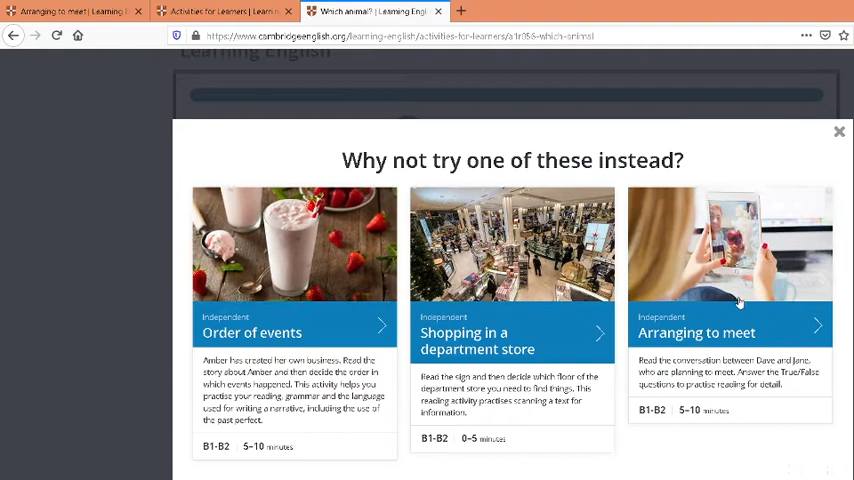 Arranging to meet | Learning E
Activities for Learners | Learnin
Which animal? | Learning Engli
https://www.cambridgeenglish.org/learning-english/activities-for-learners/a1r056-which-animal
Learning English
Why not try one of these instead?
Independent
Order of events
Amber has created her own business. Read the
story about Amber and then decide the order in
which events happened. This activity helps you
practise your reading, grammar and the language
used for writing a narrative, including the use of
the past perfect.
B1-B2 | 5-10 minutes
Independent
Shopping in a
department store
Read the sign and then decide which floor of the
department store you need to find things. This
reading activity practises scanning a text for
information.
B1-B2 | 0-5 minutes
Independent
Arranging to meet
Read the conversation between Dave and Jane,
who are planning to meet. Answer the True/False
questions to practise reading for detail.
B1-B2 | 5-10 minutes